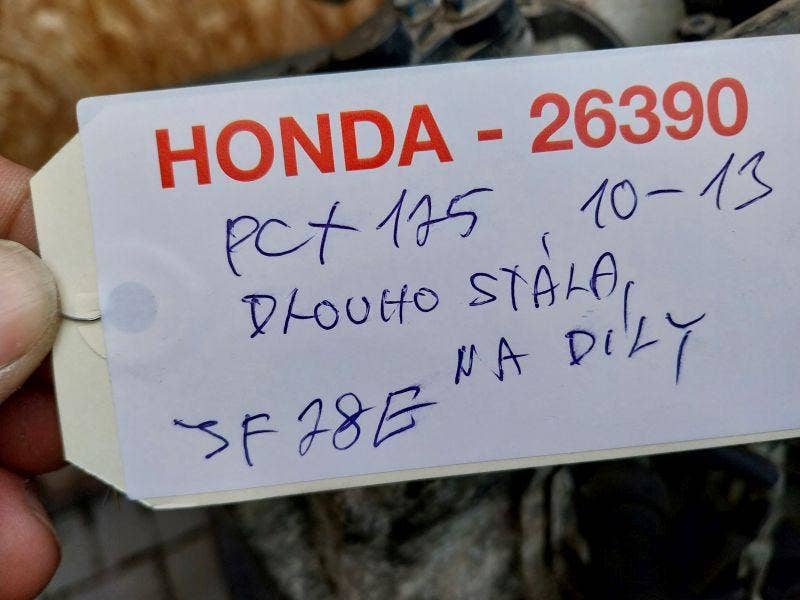 HONDA - 26390
PCX 125 10-13
DLOUHO STÁLA,
NA DÍLY
JF28E